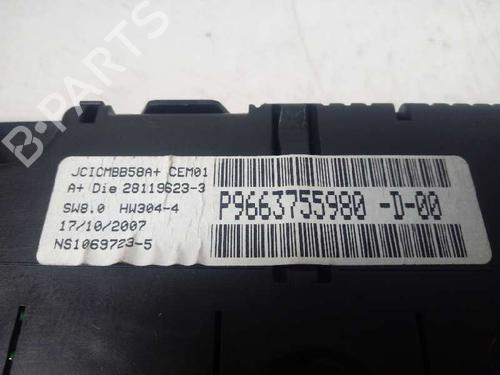 JCICMBB58A+ CEM01
A+ Die 28119623-3
SW8.0 HW304-4
17/10/2007
NS1069723-5
P9663755980 -D-00
B-PARTS